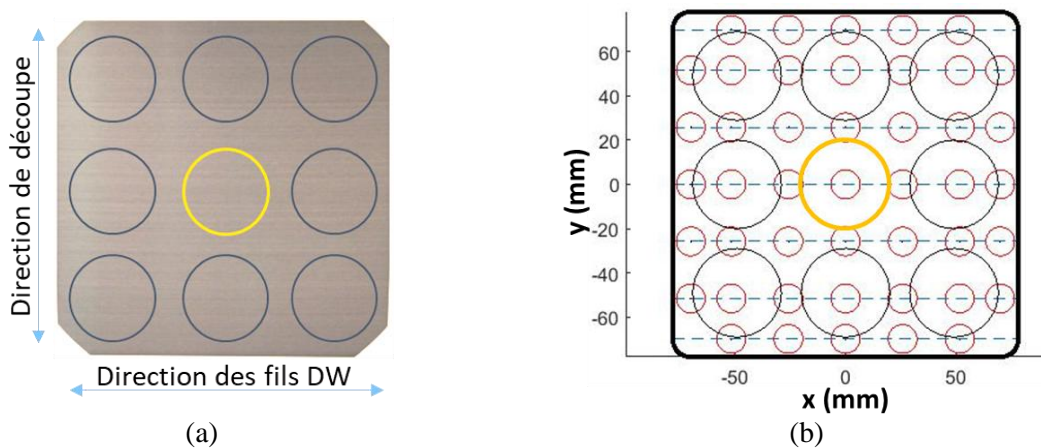 Direction de découpe
Direction des fils DW
(a)
y (mm)
60
40
20
0
-20
-40
-60
-50
0
50
x (mm)
(b)